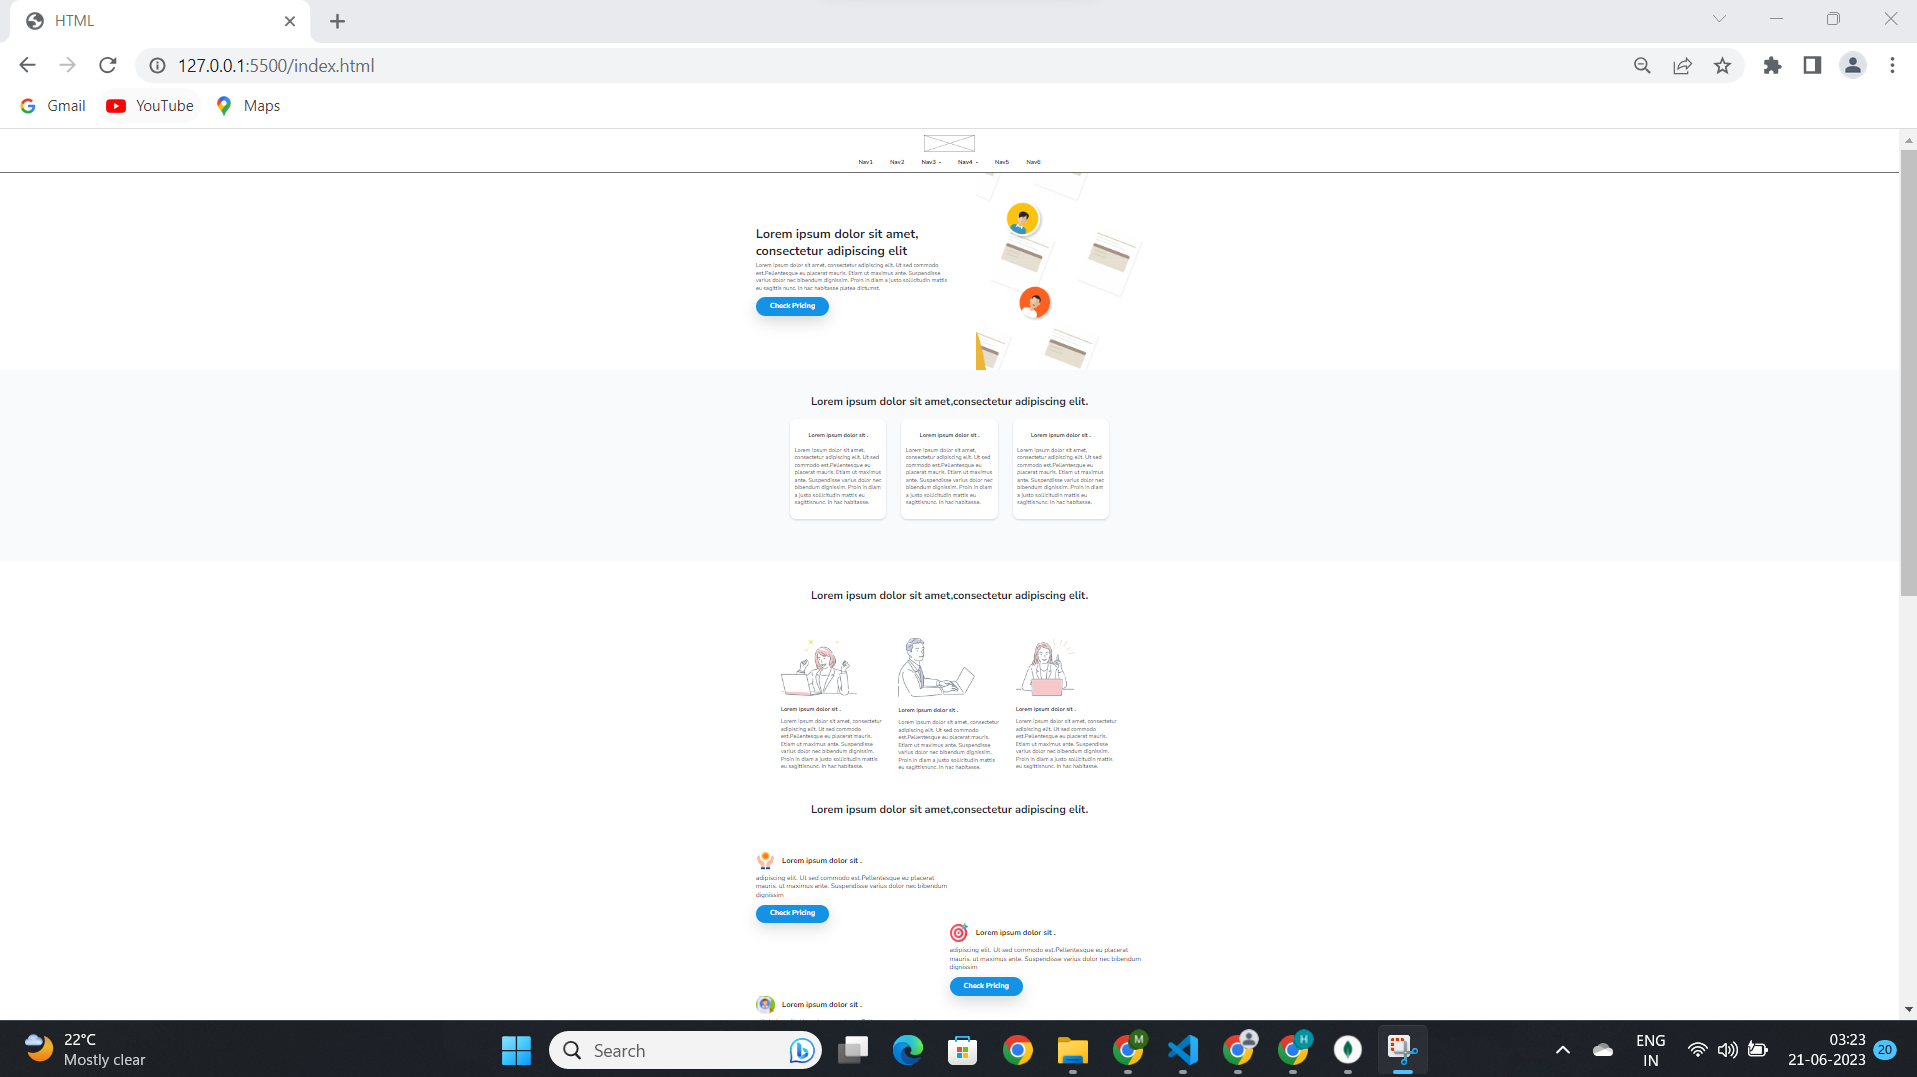 HTML
127.0.0.1:5500/index.html
Gmail
YouTube
Maps
Nav1
Nav2
Nav3
Nav4
Nav5
Nav6
Lorem ipsum dolor sit amet,
consectetur adipiscing elit
Lorem ipsum dolor sit amet, consectetur adipiscing elit. Ut sed commodo
est.Pellentesque eu placerat mauris. Etiam ut maximus ante. Suspendisse
varius dolor nec bibendum dignissim. Proin in diam a justo sollicitudin mattis
eu sagittis nunc. In hac habitasse platea dictumst.
Check Pricing
Lorem ipsum dolor sit amet,consectetur adipiscing elit.
Lorem ipsum dolor sit .
Lorem ipsum dolor sit amet,
consectetur adipiscing elit. Ut sed
commodo est.Pellentesque eu
placerat mauris. Etiam ut maximus
ante. Suspendisse varius dolor nec
bibendum dignissim. Proin in diam
a justo sollicitudin mattis eu
sagittisnunc. In hac habitasse.
Lorem ipsum dolor sit .
Lorem ipsum dolor sit amet,
consectetur adipiscing elit. Ut sed
commodo est.Pellentesque eu
placerat mauris. Etiam ut maximus
ante. Suspendisse varius dolor nec
bibendum dignissim. Proin in diam
a justo sollicitudin mattis eu
sagittisnunc. In hac habitasse.
Lorem ipsum dolor sit .
Lorem ipsum dolor sit amet,
consectetur adipiscing elit. Ut sed
commodo est.Pellentesque eu
placerat mauris. Etiam ut maximus
ante. Suspendisse varius dolor nec
bibendum dignissim. Proin in diam
a justo sollicitudin mattis eu
sagittisnunc. In hac habitasse.
Lorem ipsum dolor sit amet,consectetur adipiscing elit.
Lorem ipsum dolor sit .
Lorem ipsum dolor sit amet, consectetur
adipiscing elit. Ut sed commodo
est.Pellentesque eu placerat mauris.
Etiam ut maximus ante. Suspendisse
varius dolor nec bibendum dignissim.
Proin in diam a justo sollicitudin mattis
eu sagittisnunc. In hac habitasse.
Lorem ipsum dolor sit .
Lorem ipsum dolor sit amet, consectetur
adipiscing elit. Ut sed commodo
est.Pellentesque eu placerat mauris.
Etiam ut maximus ante. Suspendisse
varius dolor nec bibendum dignissim.
Proin in diam a justo sollicitudin mattis
eu sagittisnunc. In hac habitasse.
Lorem ipsum dolor sit .
Lorem ipsum dolor sit amet, consectetur
adipiscing elit. Ut sed commodo
est.Pellentesque eu placerat mauris.
Etiam ut maximus ante. Suspendisse
varius dolor nec bibendum dignissim.
Proin in diam a justo sollicitudin mattis
eu sagittisnunc. In hac habitasse.
Lorem ipsum dolor sit amet,consectetur adipiscing elit.
Lorem ipsum dolor sit .
adipiscing elit. Ut sed commodo est.Pellentesque eu placerat
mauris. ut maximus ante. Suspendisse varius dolor nec bibendum
dignissim
Check Pricing
Lorem ipsum dolor sit .
adipiscing elit. Ut sed commodo est.Pellentesque eu placerat
mauris. ut maximus ante. Suspendisse varius dolor nec bibendum
dignissim
Check Pricing
Lorem ipsum dolor sit .
22°C
Mostly clear
Search
M
H
ENG
IN
03:23
21-06-2023
20